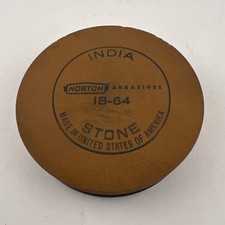 INDIA
NORTON ABRASIVES
IB-64
STONE
MADE IN UNITED STATES OF AMERICA